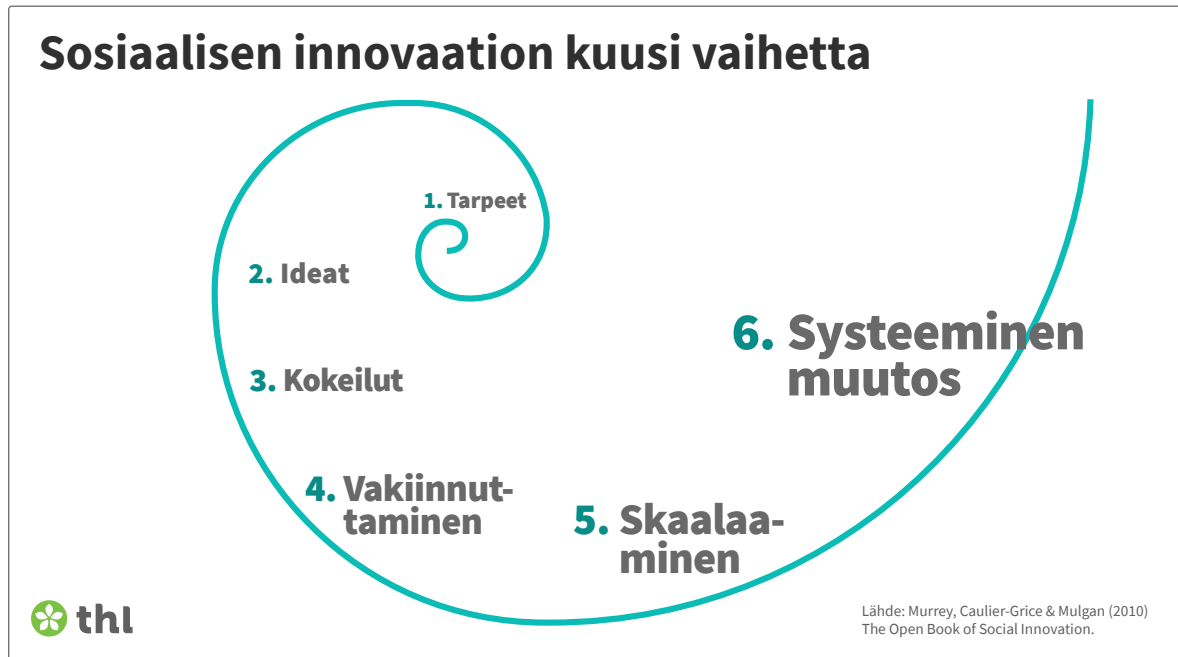 Sosiaalisen innovaation kuusi vaihetta
1. Tarpeet
2. Ideat
3. Kokeilut
4. Vakiinnut-
taminen
5. Skaalaa-
minen
6. Systeeminen
muutos
thl
Lähde: Murrey, Caulier-Grice & Mulgan (2010)
The Open Book of Social Innovation.